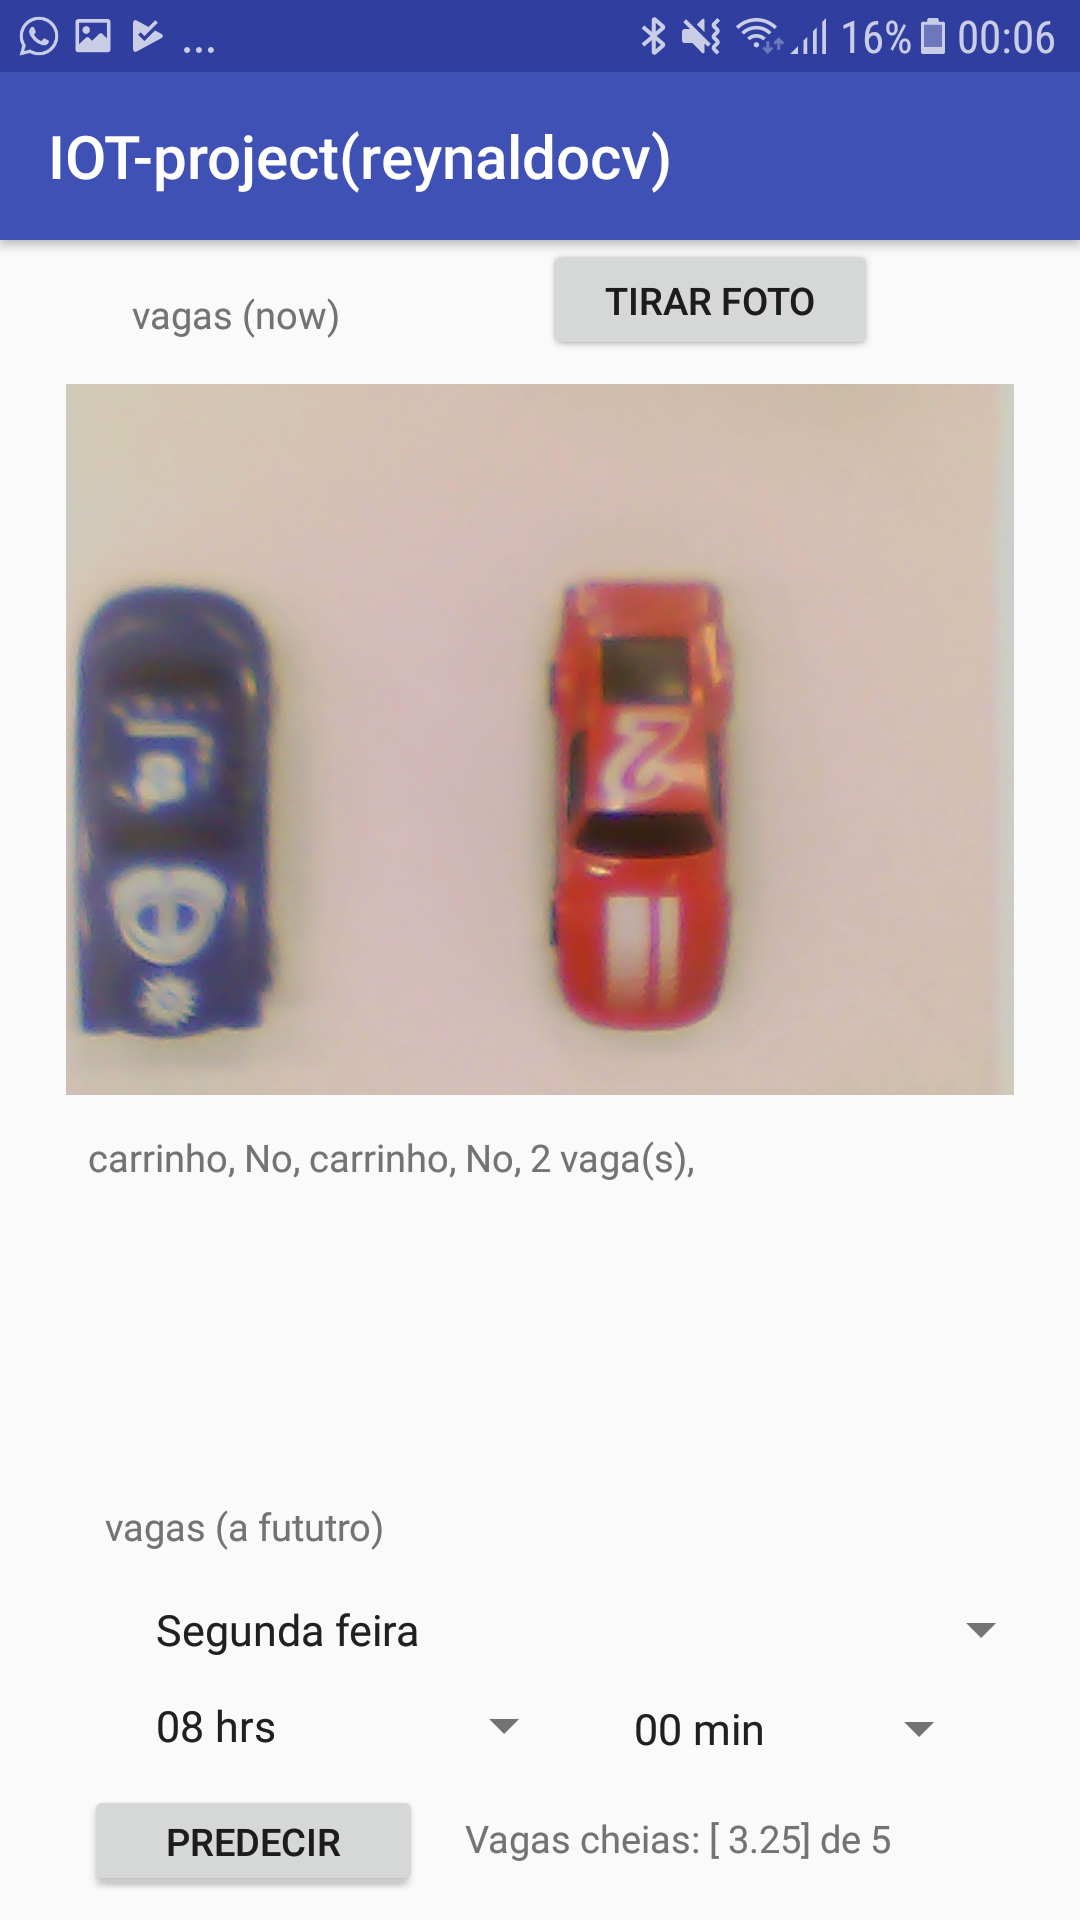 ... 16% 00:06
IOT-project(reynaldocv)
vagas (now) TIRAR FOTO
2
carrinho, No, carrinho, No, 2 vaga(s),
vagas (a fututro)
Segunda feira
08 hrs 00 min
PREDECIR Vagas cheias: [ 3.25] de 5